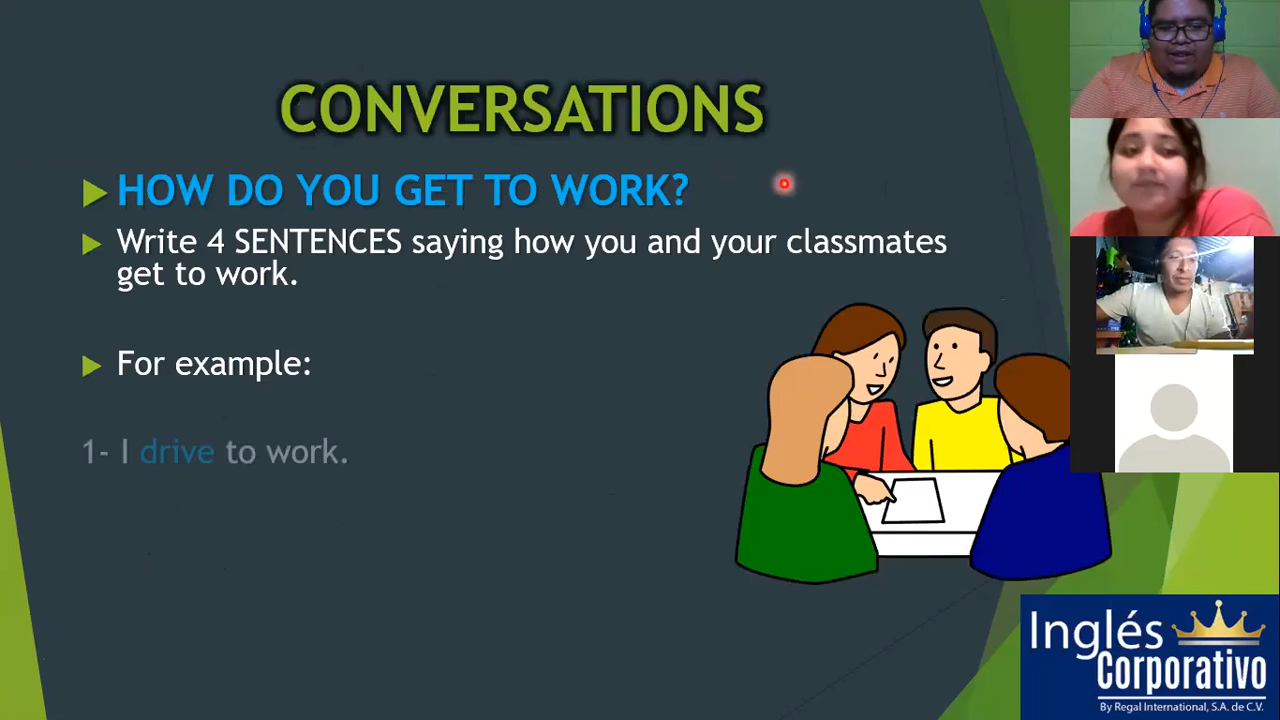 CONVERSATIONS
HOW DO YOU GET TO WORK?
Write 4 SENTENCES saying how you and your classmates
get to work.
For example:
1- I drive to work.
Inglés
Corporativo
By Regal International, S.A. de C.V.